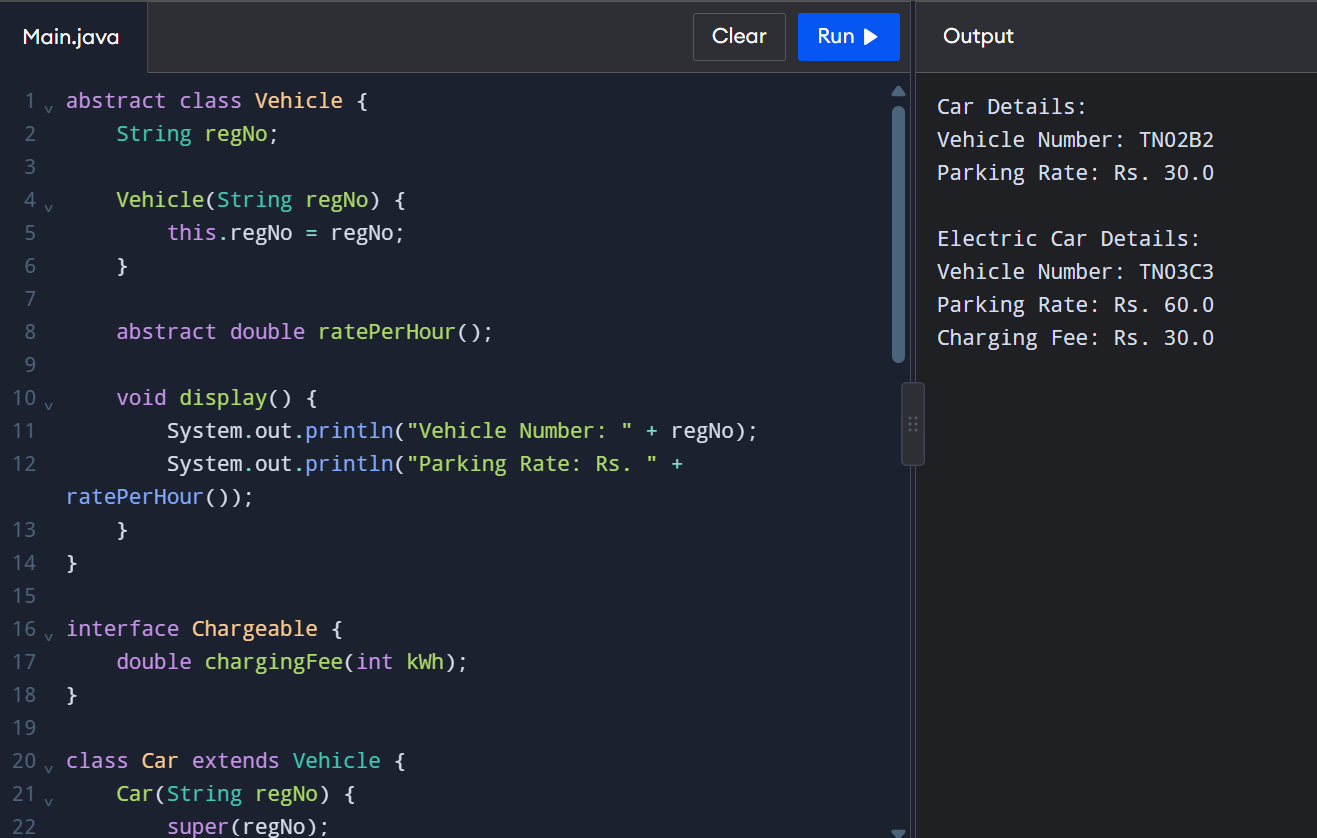 Main.java
Clear
Run
Output
1 abstract class Vehicle {
2     String regNo;
3
4     Vehicle(String regNo) {
5         this.regNo = regNo;
6     }
7
8     abstract double ratePerHour();
9
10     void display() {
11         System.out.println("Vehicle Number: " + regNo);
12         System.out.println("Parking Rate: Rs. " +
ratePerHour());
13     }
14 }
15
16 interface Chargeable {
17     double chargingFee(int kWh);
18 }
19
20 class Car extends Vehicle {
21     Car(String regNo) {
22         super(regNo);
Car Details:
Vehicle Number: TN02B2
Parking Rate: Rs. 30.0

Electric Car Details:
Vehicle Number: TN03C3
Parking Rate: Rs. 60.0
Charging Fee: Rs. 30.0